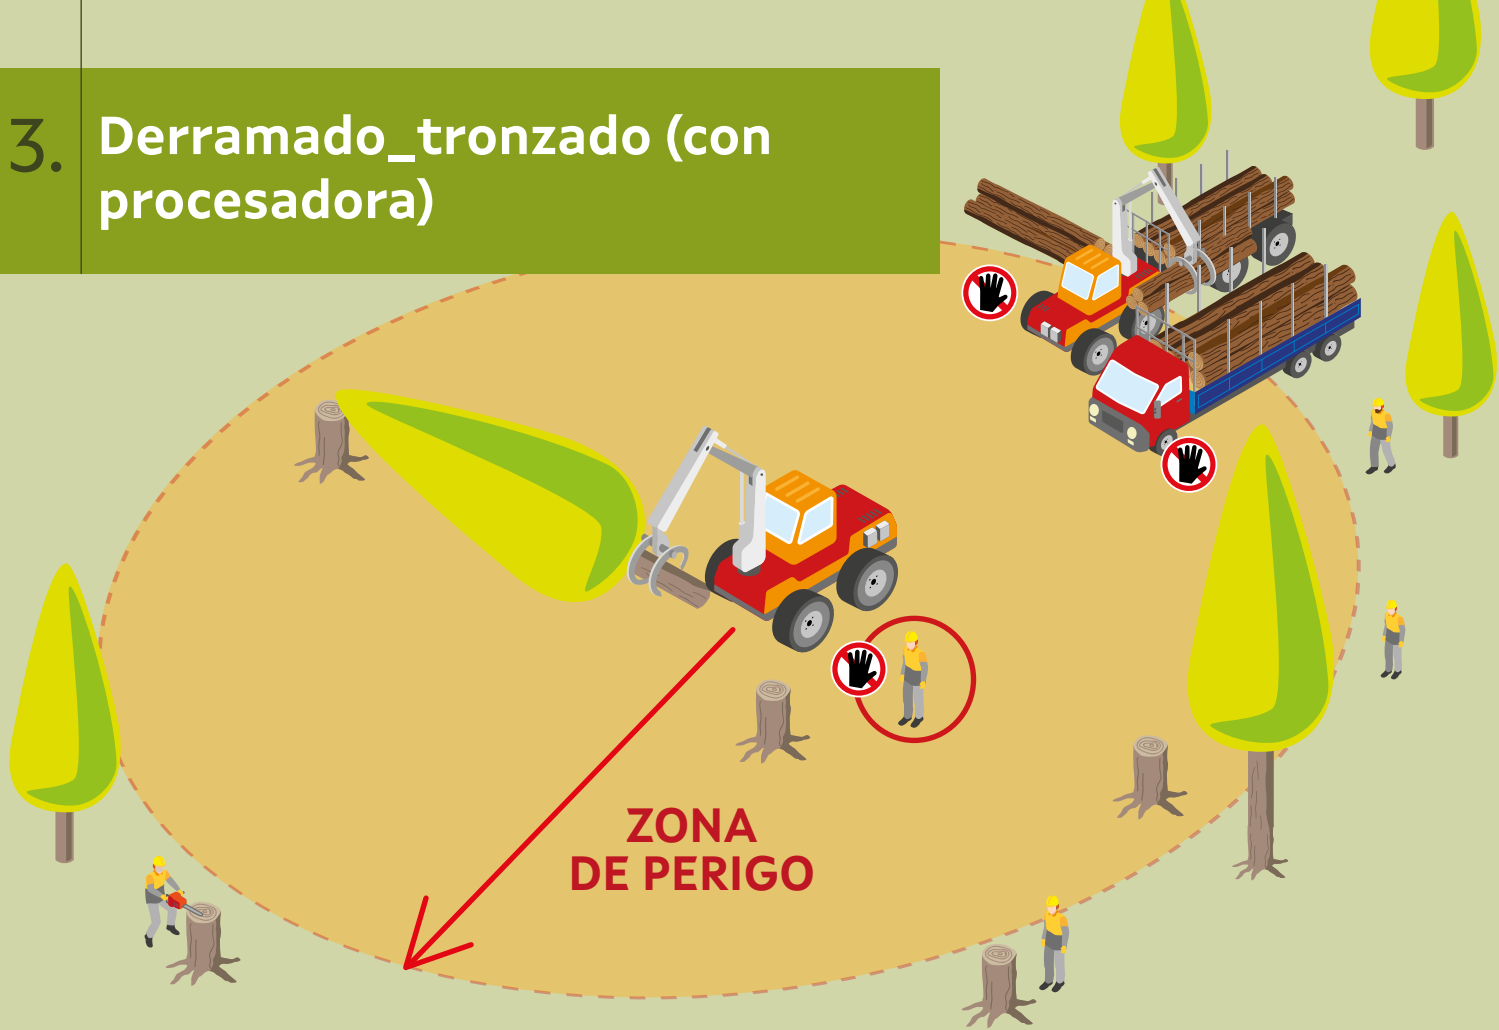 3.
Derramado_tronzado (con
procesadora)
ZONA
DE PERIGO